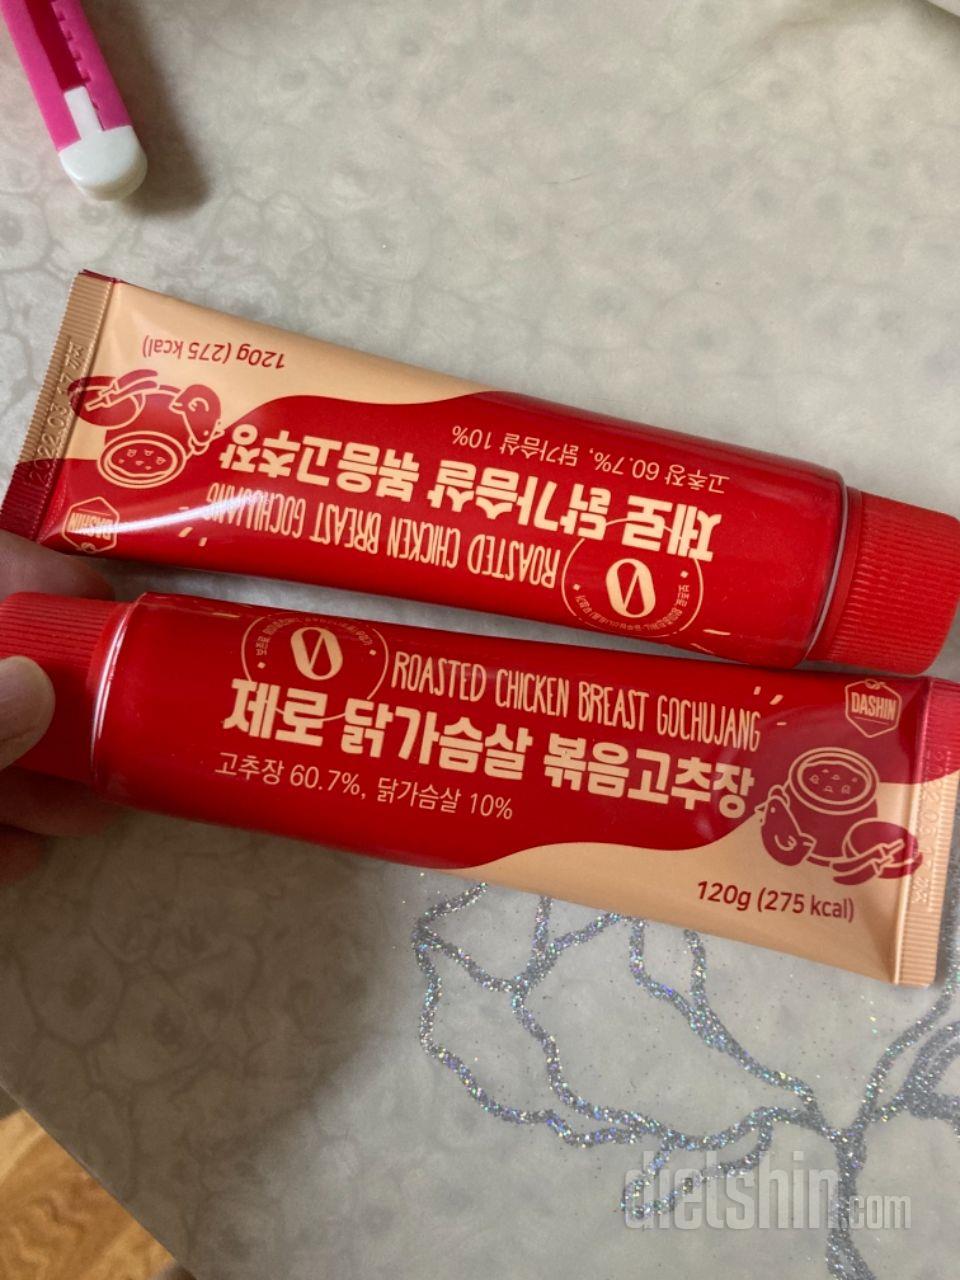 120g (275 kcal)
고추장 60.7%, 닭가슴살 10%
제로 닭가슴살 볶음고추장
ROASTED CHICKEN BREAST GOCHUJANG
0
DASHIN
0
ROASTED CHICKEN BREAST GOCHUJANG
DASHIN
제로 닭가슴살 볶음고추장
고추장 60.7%, 닭가슴살 10%
120g (275 kcal)
dietshin.com